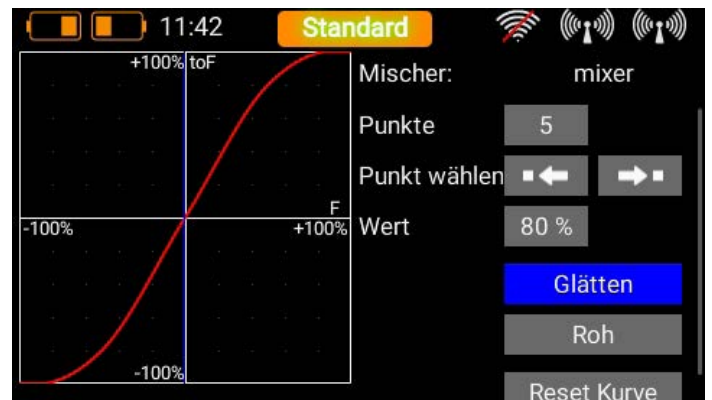 11:42 Standard
+100% toF
Mischer: mixer
Punkte 5
Punkt wählen
F
-100% +100%
Wert 80 %
Glätten
Roh
-100%
Reset Kurve